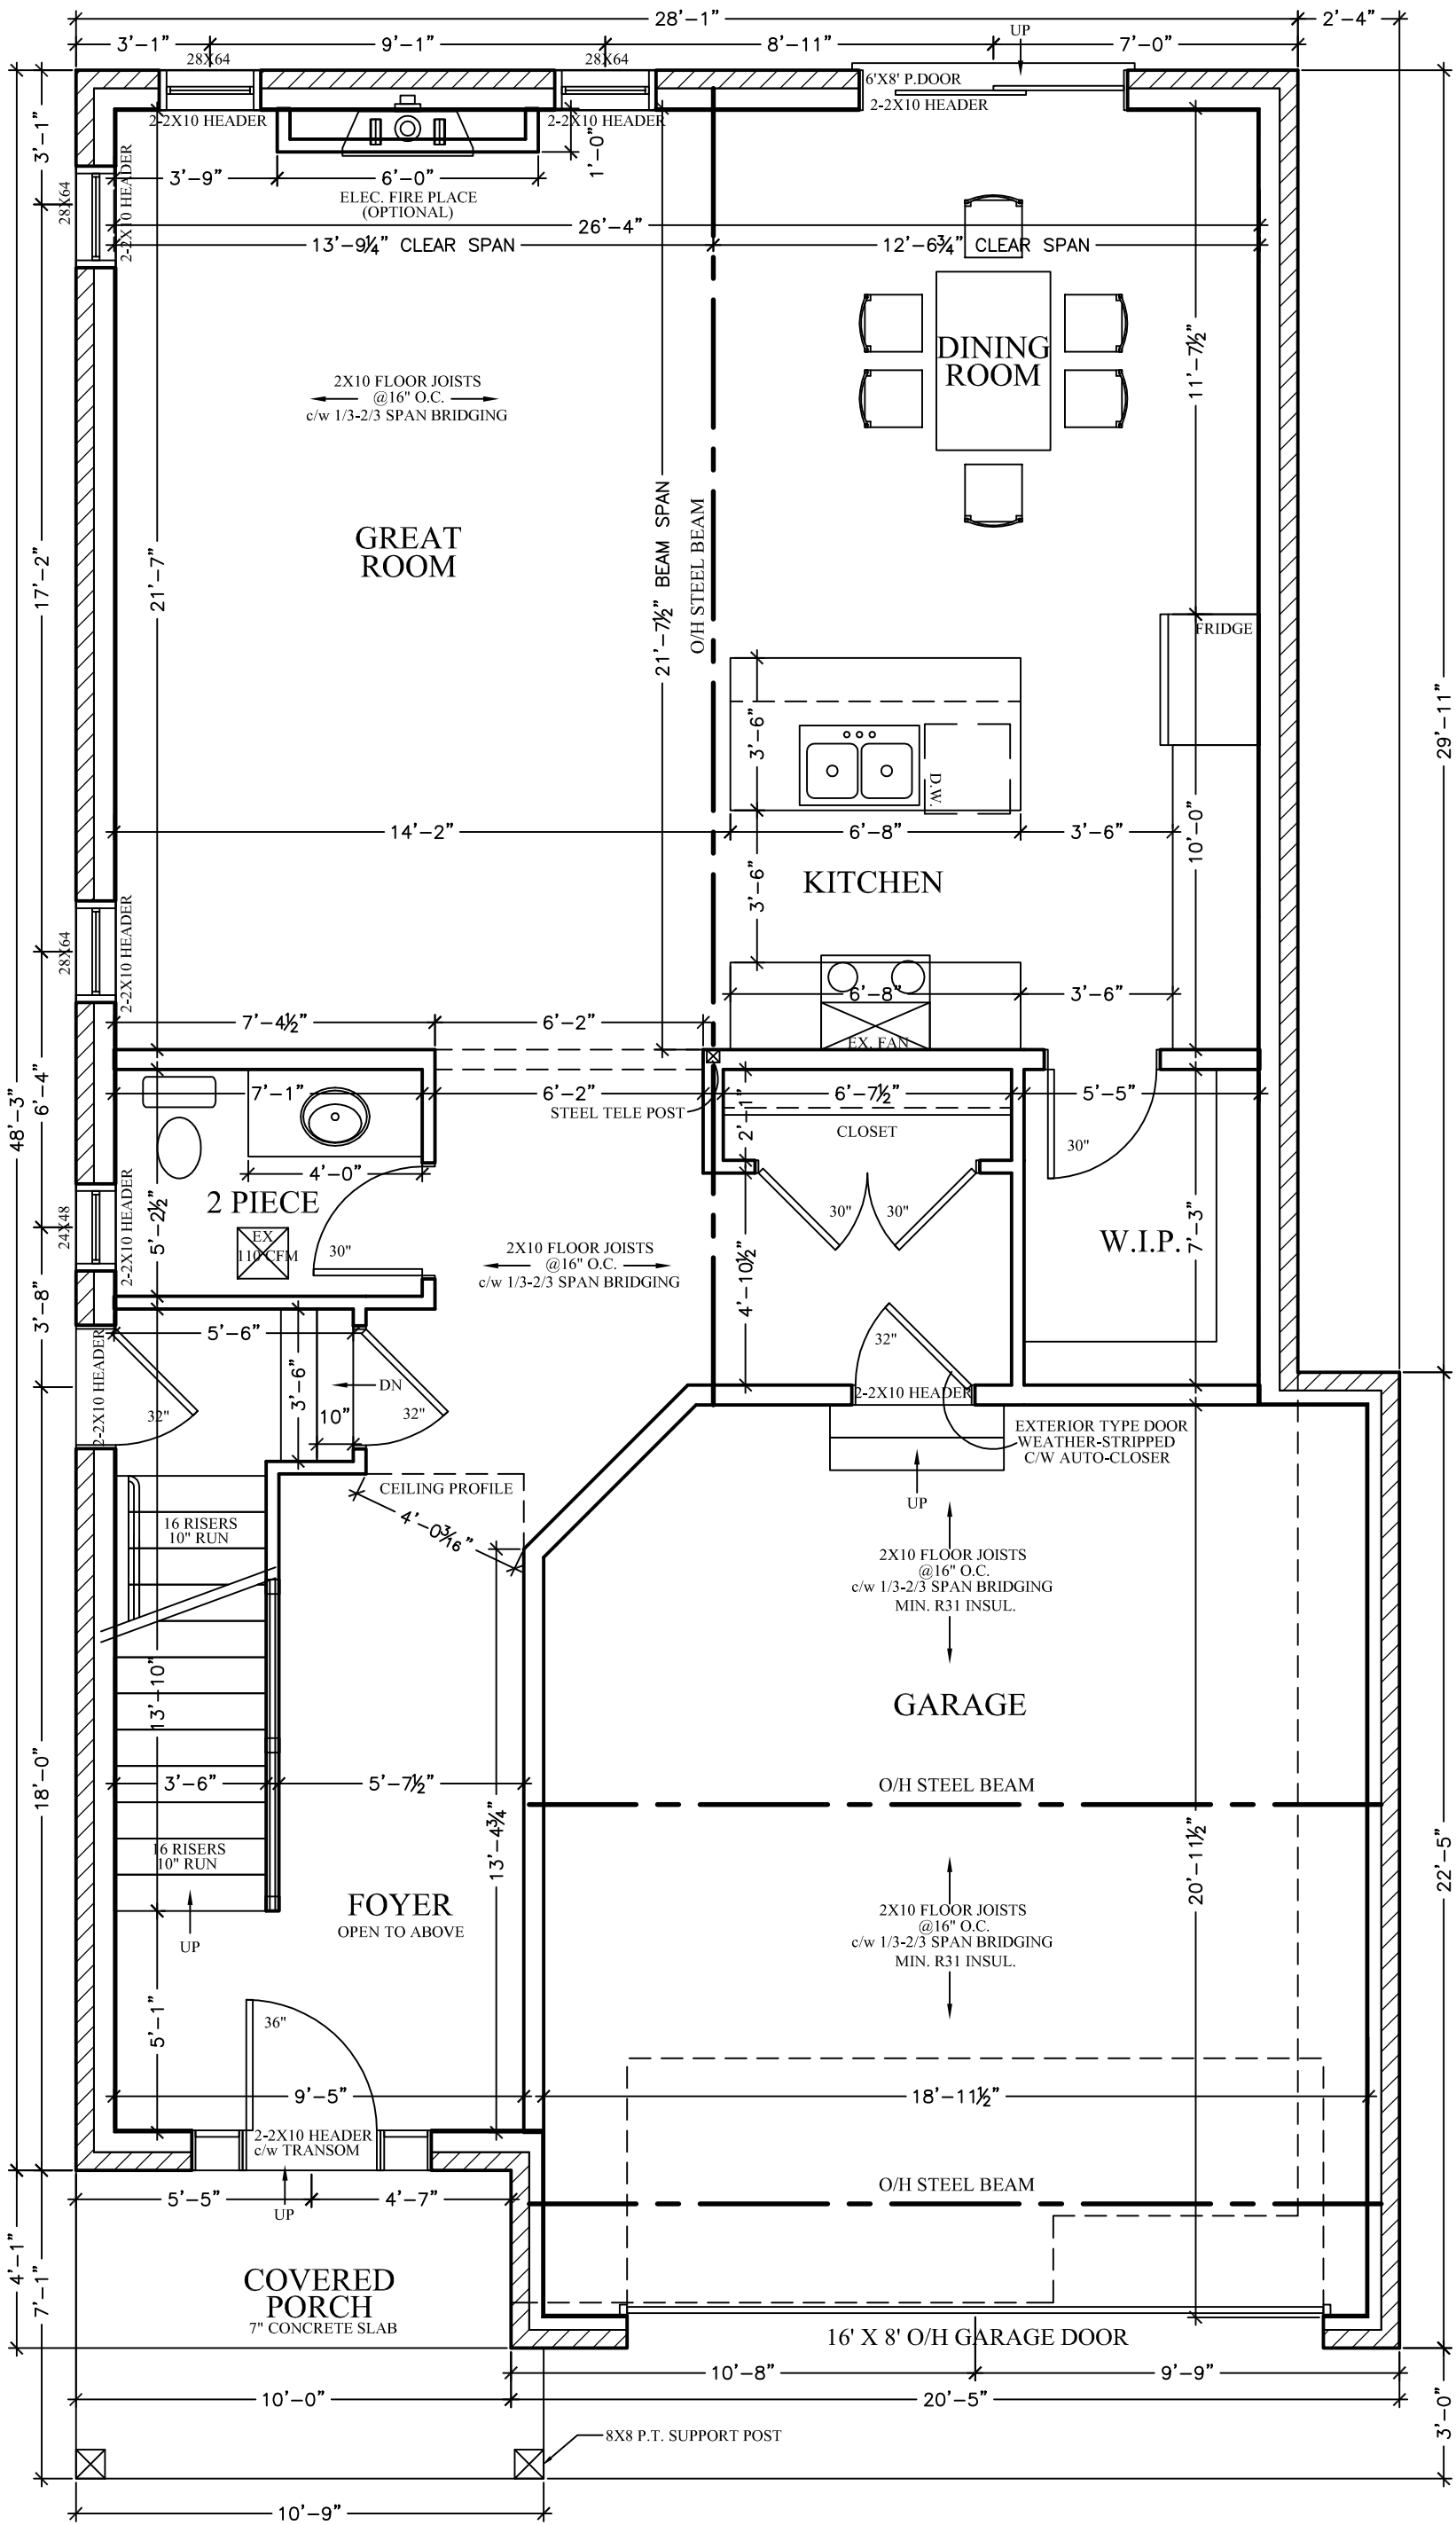 28'-1"
2'-4"
3'-1"
9'-1"
8'-11"
7'-0"
UP
28X64
28X64
6'X8' P.DOOR
2-2X10 HEADER
2-2X10 HEADER
2-2X10 HEADER
3'-1"
28X64
2-2X10 HEADER
3'-9"
6'-0"
1'-0"
ELEC. FIRE PLACE
(OPTIONAL)
26'-4"
13'-9¼" CLEAR SPAN
12'-6¾" CLEAR SPAN
DINING
ROOM
11'-7½"
2X10 FLOOR JOISTS
@16" O.C.
c/w 1/3-2/3 SPAN BRIDGING
GREAT
ROOM
17'-2"
21'-7"
21'-7½" BEAM SPAN
O/H STEEL BEAM
FRIDGE
29'-11"
3'-6"
D.W.
14'-2"
6'-8"
3'-6"
10'-0"
3'-6"
KITCHEN
28X64
2-2X10 HEADER
6'-8"
3'-6"
EX. FAN
7'-4½"
6'-2"
48'-3"
6'-4"
7'-1"
6'-2"
STEEL TELE POST
6'-7½"
5'-5"
2'-1"
CLOSET
30"
4'-0"
2 PIECE
24X48
2-2X10 HEADER
5'-2½"
EX.
110 CFM
30"
30"
30"
W.I.P.
7'-3"
2X10 FLOOR JOISTS
@16" O.C.
c/w 1/3-2/3 SPAN BRIDGING
4'-10½"
3'-8"
5'-6"
32"
2-2X10 HEADER
32"
3'-6"
DN
10"
32"
2-2X10 HEADER
EXTERIOR TYPE DOOR
WEATHER-STRIPPED
C/W AUTO-CLOSER
UP
CEILING PROFILE
4'-0 3/16"
16 RISERS
10" RUN
2X10 FLOOR JOISTS
@16" O.C.
c/w 1/3-2/3 SPAN BRIDGING
MIN. R31 INSUL.
13'-10"
GARAGE
18'-0"
3'-6"
5'-7½"
O/H STEEL BEAM
13'-4¾"
20'-11½"
22'-5"
16 RISERS
10" RUN
FOYER
OPEN TO ABOVE
UP
2X10 FLOOR JOISTS
@16" O.C.
c/w 1/3-2/3 SPAN BRIDGING
MIN. R31 INSUL.
5'-1"
36"
9'-5"
18'-11½"
2-2X10 HEADER
c/w TRANSOM
O/H STEEL BEAM
5'-5"
4'-7"
UP
4'-1"
7'-1"
COVERED
PORCH
7" CONCRETE SLAB
16' X 8' O/H GARAGE DOOR
10'-8"
9'-9"
10'-0"
20'-5"
3'-0"
8X8 P.T. SUPPORT POST
10'-9"